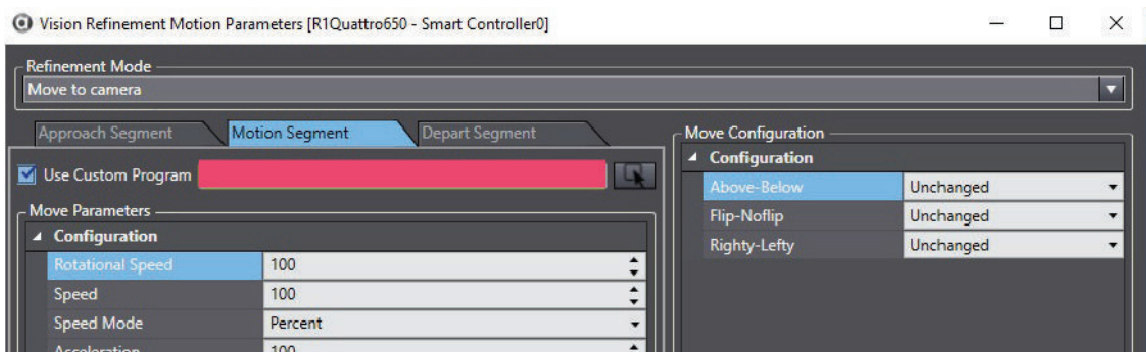 Vision Refinement Motion Parameters [R1Quattro650 - Smart Controller0]
Refinement Mode
Move to camera
Approach Segment Motion Segment Depart Segment
Use Custom Program
Move Parameters
Configuration
Rotational Speed 100
Speed 100
Speed Mode Percent
Acceleration 100
Move Configuration
Configuration
Above-Below Unchanged
Flip-Noflip Unchanged
Righty-Lefty Unchanged